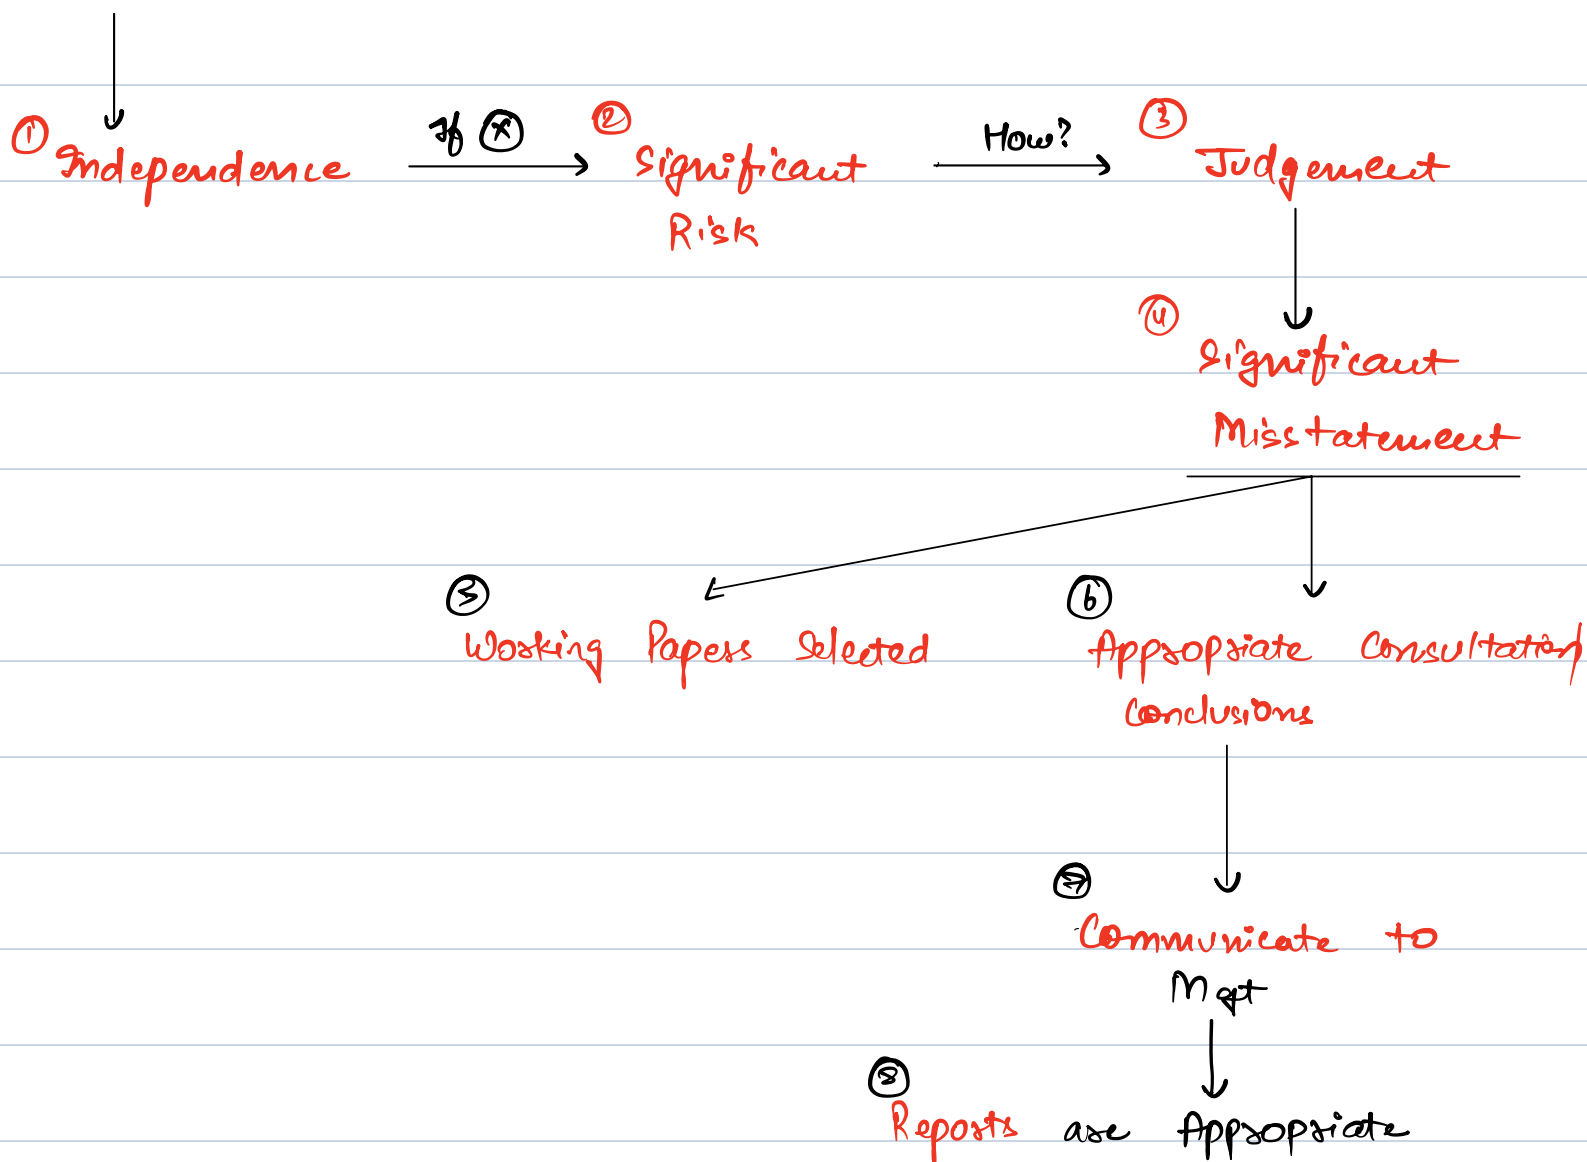 ① Independence If ⊗ ② Significant How? ③ Judgement
Risk
④ Significant
Misstatement
⑤ Working Papers Selected ⑥ Appropriate Consultation
Conclusions
⑦ Communicate to
Mgt
⑧ Reports are Appropriate